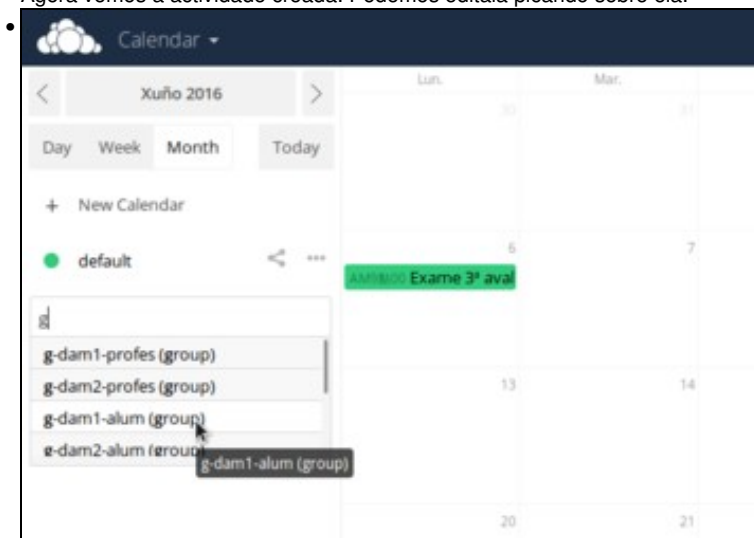 Agora vemos a actividade creada. Podemos editala picando sobre ela.
Calendar
Xuño 2016
Lun. Mar.
30 31
Day Week Month Today
+ New Calendar
default
6 7
Exame 3ª aval
g
g-dam1-profes (group)
g-dam2-profes (group)
13 14
g-dam1-alum (group)
g-dam2-alum (group)
g-dam1-alum (group)
20 21